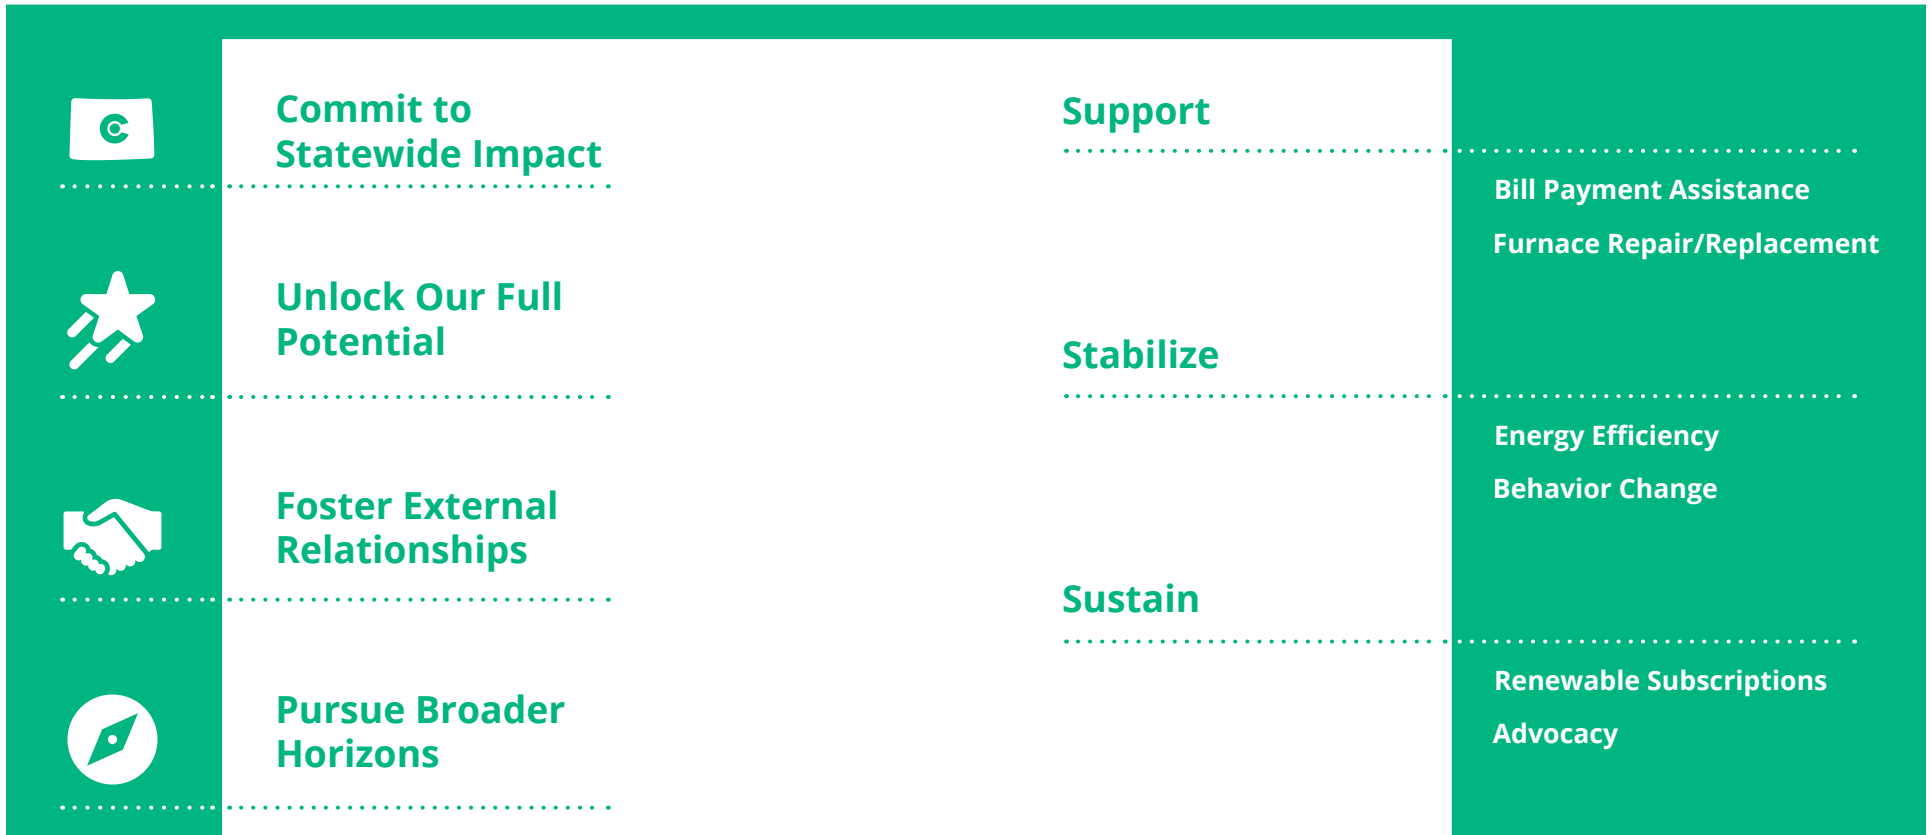 Commit to
Statewide Impact
Unlock Our Full
Potential
Foster External
Relationships
Pursue Broader
Horizons
Support
Bill Payment Assistance
Furnace Repair/Replacement
Stabilize
Energy Efficiency
Behavior Change
Sustain
Renewable Subscriptions
Advocacy